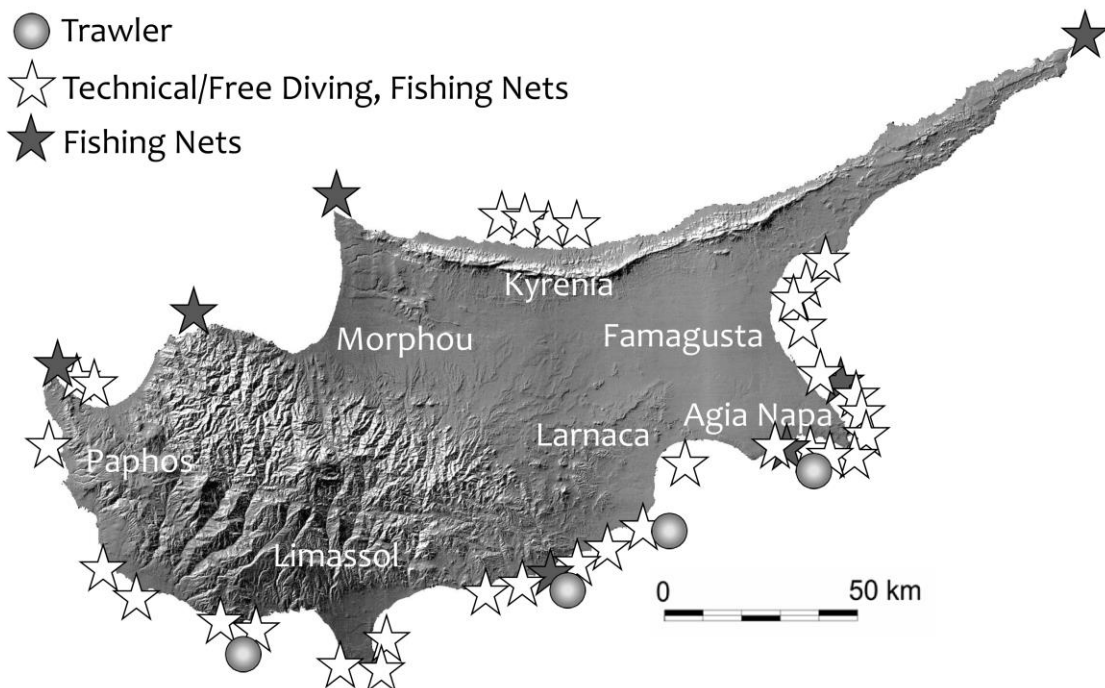 Trawler
Technical/Free Diving, Fishing Nets
Fishing Nets
Kyrenia
Morphou
Famagusta
Agia Napa
Larnaca
Paphos
Limassol
0 50 km